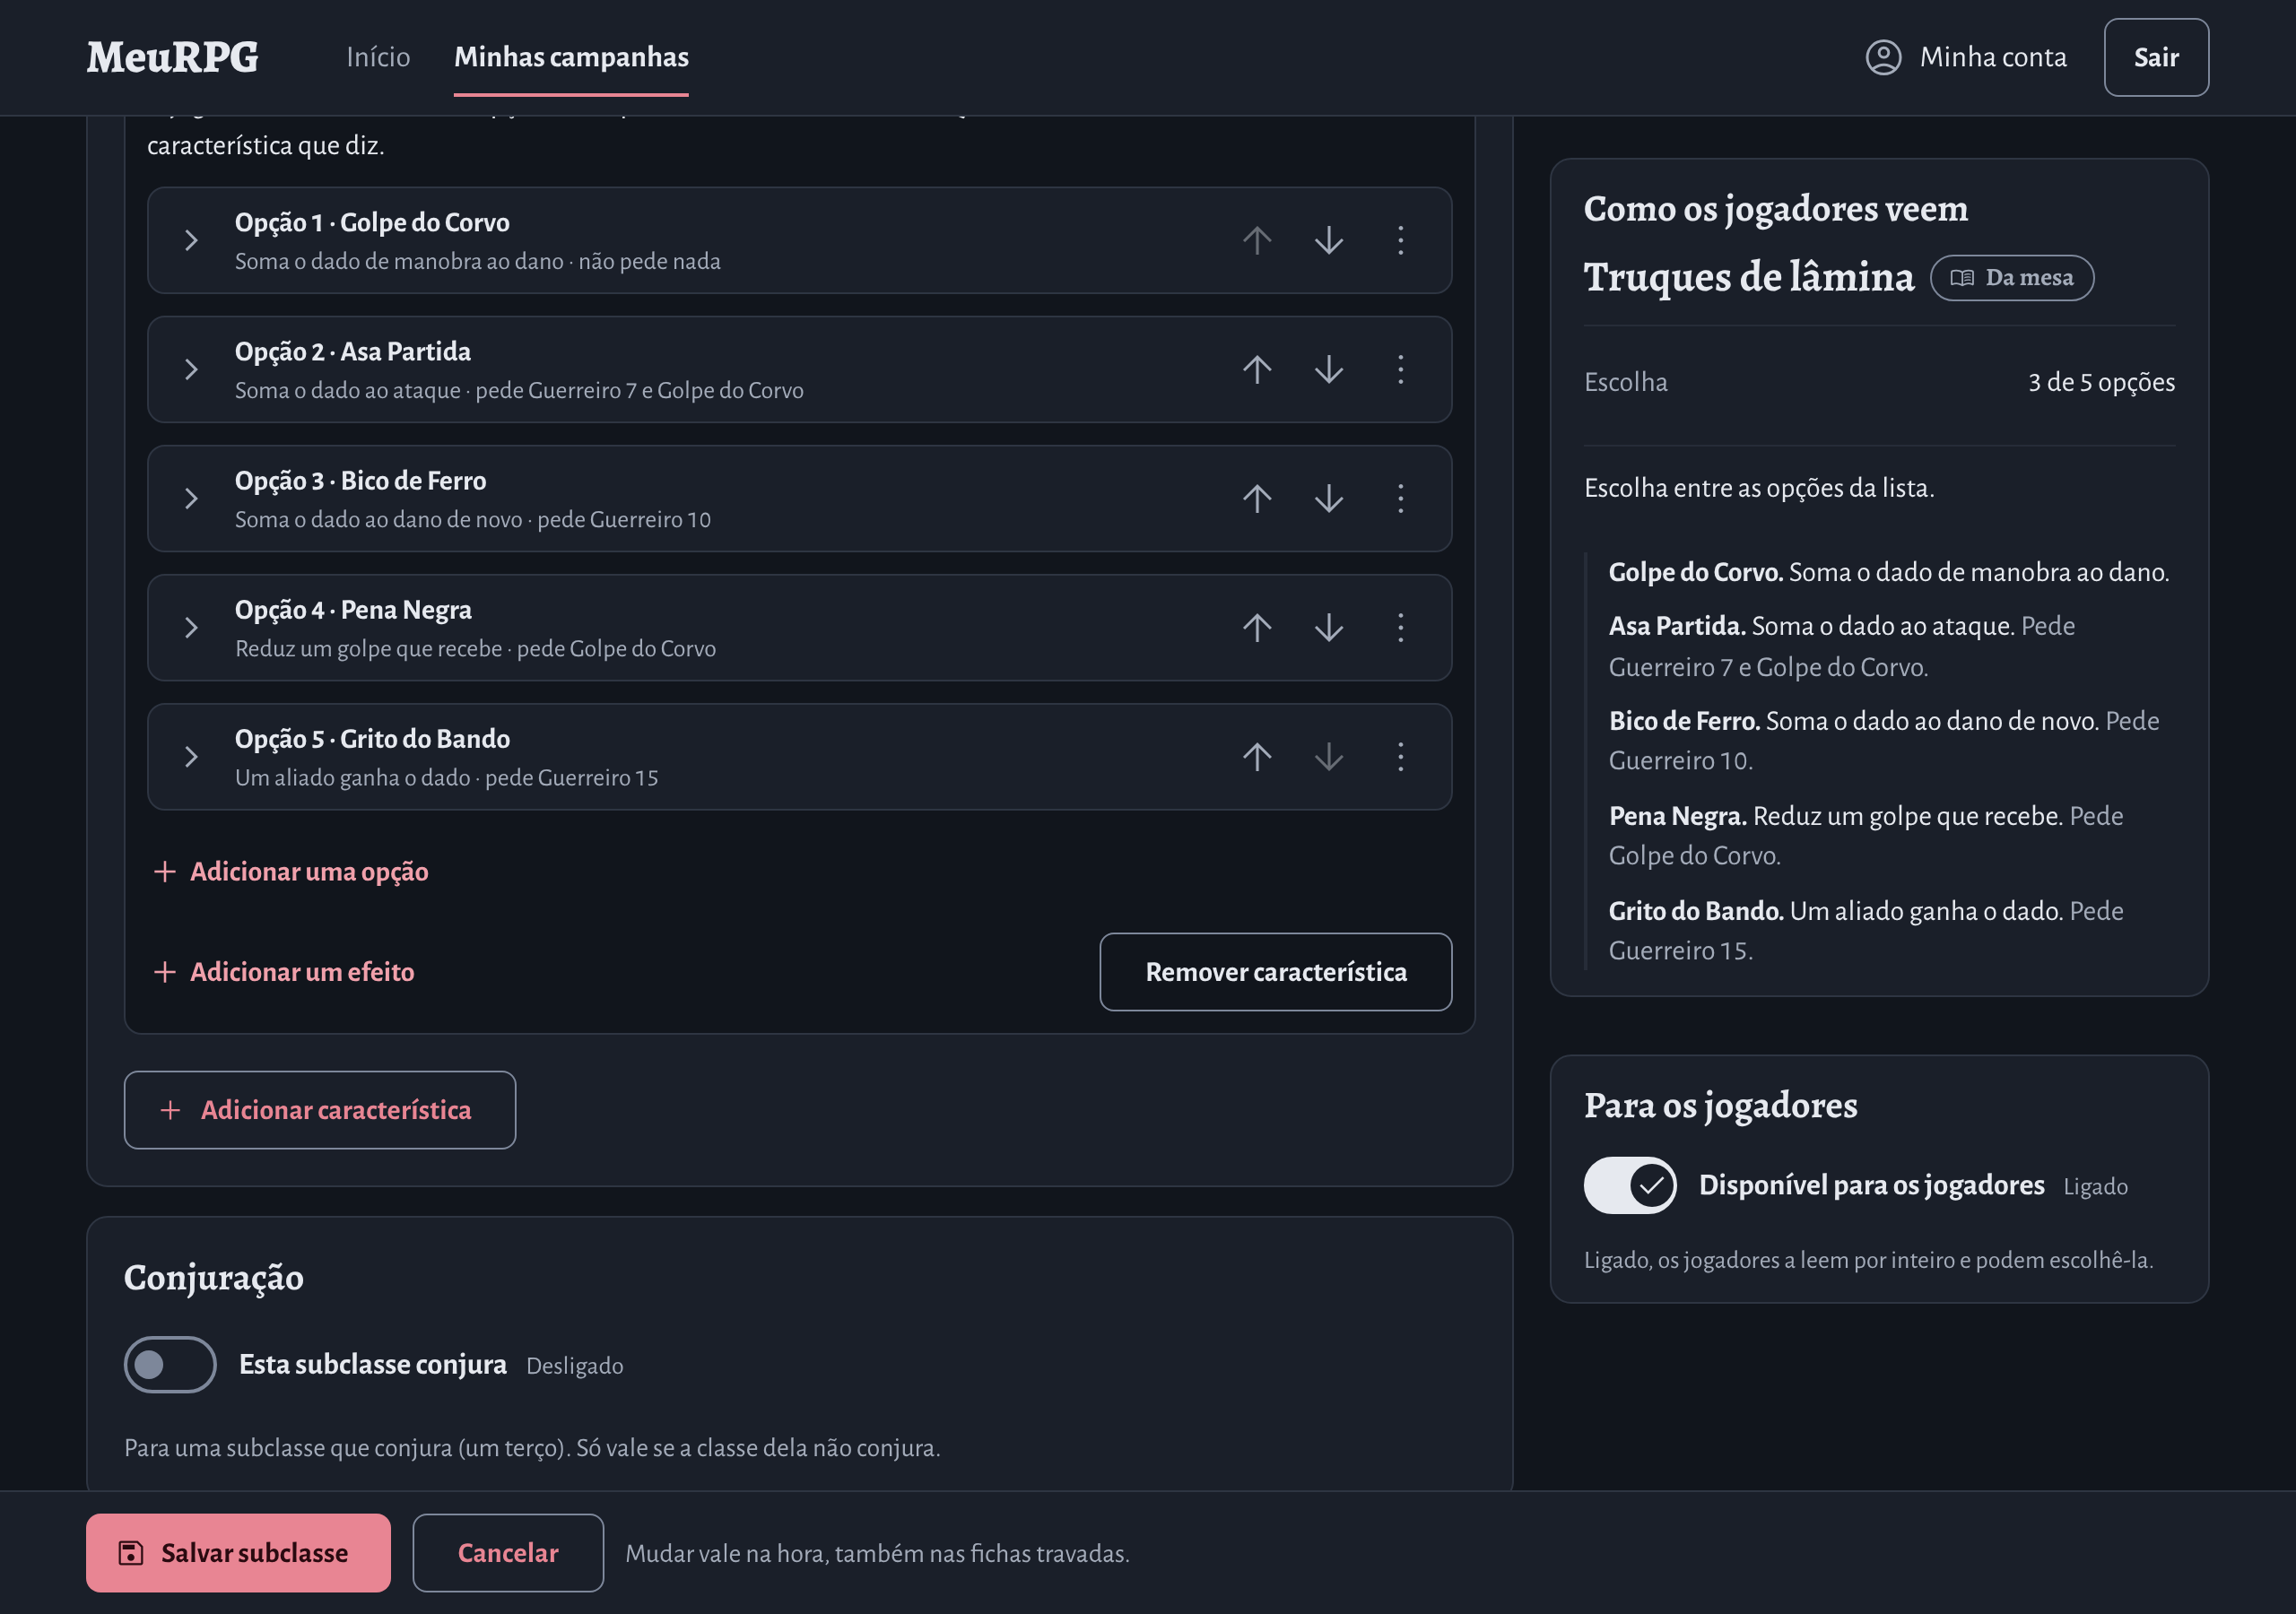 MeuRPG
Início
Minhas campanhas
Minha conta
Sair
característica que diz.
Opção 1 · Golpe do Corvo
Soma o dado de manobra ao dano · não pede nada
Opção 2 · Asa Partida
Soma o dado ao ataque · pede Guerreiro 7 e Golpe do Corvo
Opção 3 · Bico de Ferro
Soma o dado ao dano de novo · pede Guerreiro 10
Opção 4 · Pena Negra
Reduz um golpe que recebe · pede Golpe do Corvo
Opção 5 · Grito do Bando
Um aliado ganha o dado · pede Guerreiro 15
Adicionar uma opção
Adicionar um efeito
Remover característica
Adicionar característica
Conjuração
Esta subclasse conjura Desligado
Para uma subclasse que conjura (um terço). Só vale se a classe dela não conjura.
Como os jogadores veem
Truques de lâmina
Da mesa
Escolha
3 de 5 opções
Escolha entre as opções da lista.
Golpe do Corvo. Soma o dado de manobra ao dano.
Asa Partida. Soma o dado ao ataque. Pede
Guerreiro 7 e Golpe do Corvo.
Bico de Ferro. Soma o dado ao dano de novo. Pede
Guerreiro 10.
Pena Negra. Reduz um golpe que recebe. Pede
Golpe do Corvo.
Grito do Bando. Um aliado ganha o dado. Pede
Guerreiro 15.
Para os jogadores
Disponível para os jogadores Ligado
Ligado, os jogadores a leem por inteiro e podem escolhê-la.
Salvar subclasse
Cancelar
Mudar vale na hora, também nas fichas travadas.